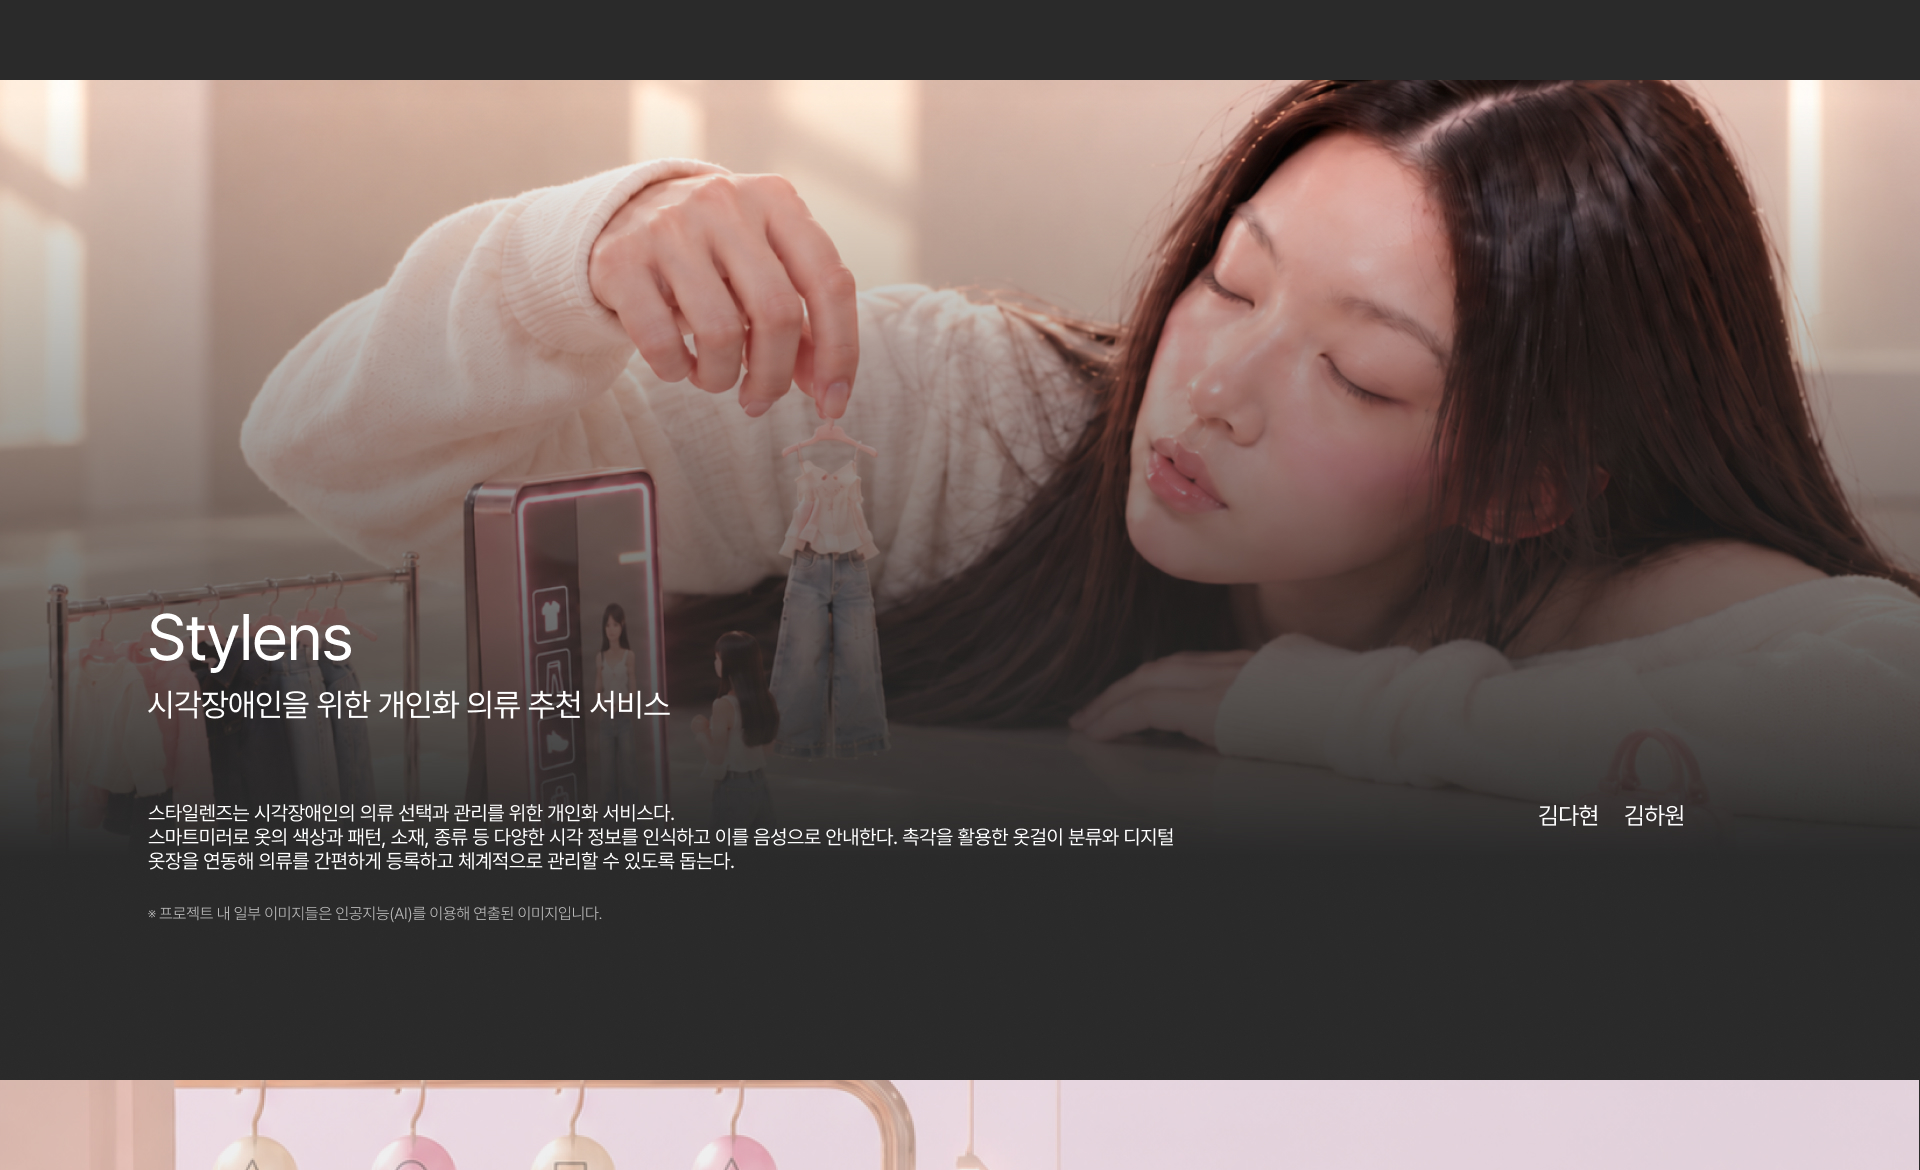 Stylens
시각장애인을 위한 개인화 의류 추천 서비스
스타일렌즈는 시각장애인의 의류 선택과 관리를 위한 개인화 서비스다.
스마트미러로 옷의 색상과 패턴, 소재, 종류 등 다양한 시각 정보를 인식하고 이를 음성으로 안내한다. 촉각을 활용한 옷걸이 분류와 디지털
옷장을 연동해 의류를 간편하게 등록하고 체계적으로 관리할 수 있도록 돕는다.
김다현 김하원
※ 프로젝트 내 일부 이미지들은 인공지능(AI)를 이용해 연출된 이미지입니다.